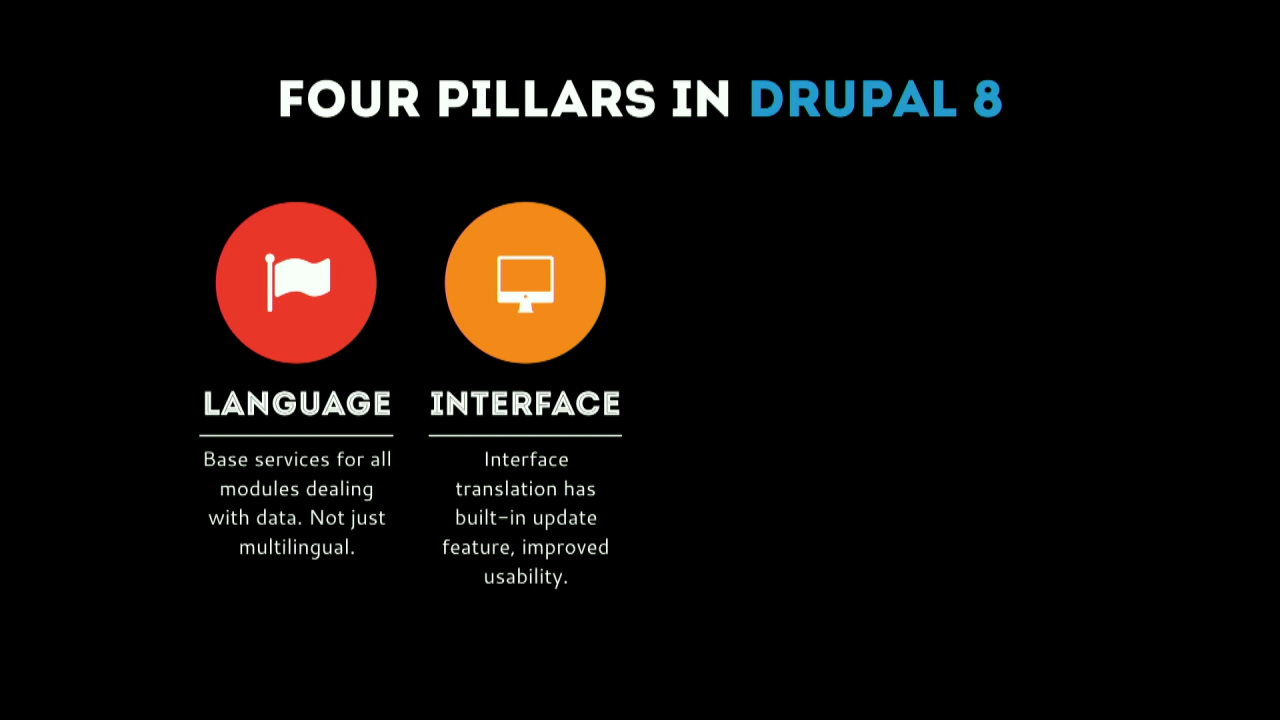 FOUR PILLARS IN DRUPAL 8
LANGUAGE
Base services for all
modules dealing
with data. Not just
multilingual.
INTERFACE
Interface
translation has
built-in update
feature, improved
usability.